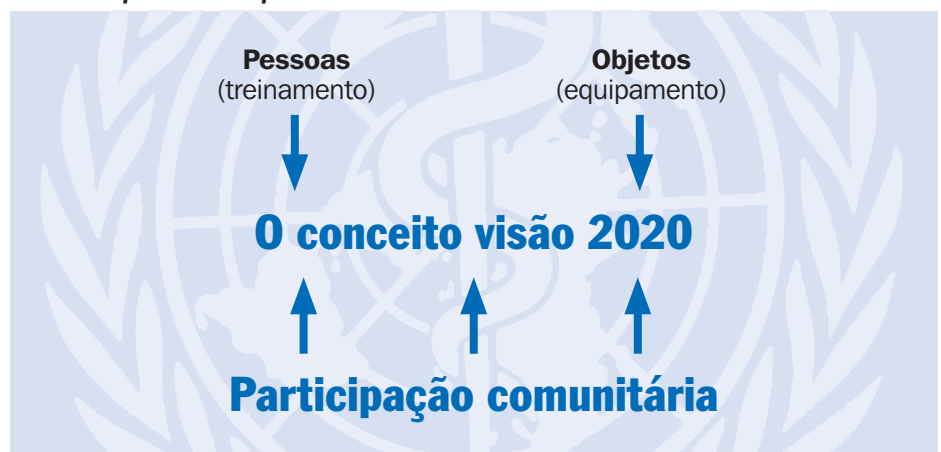 Pessoas
(treinamento)
Objetos
(equipamento)
O conceito visão 2020
Participação comunitária